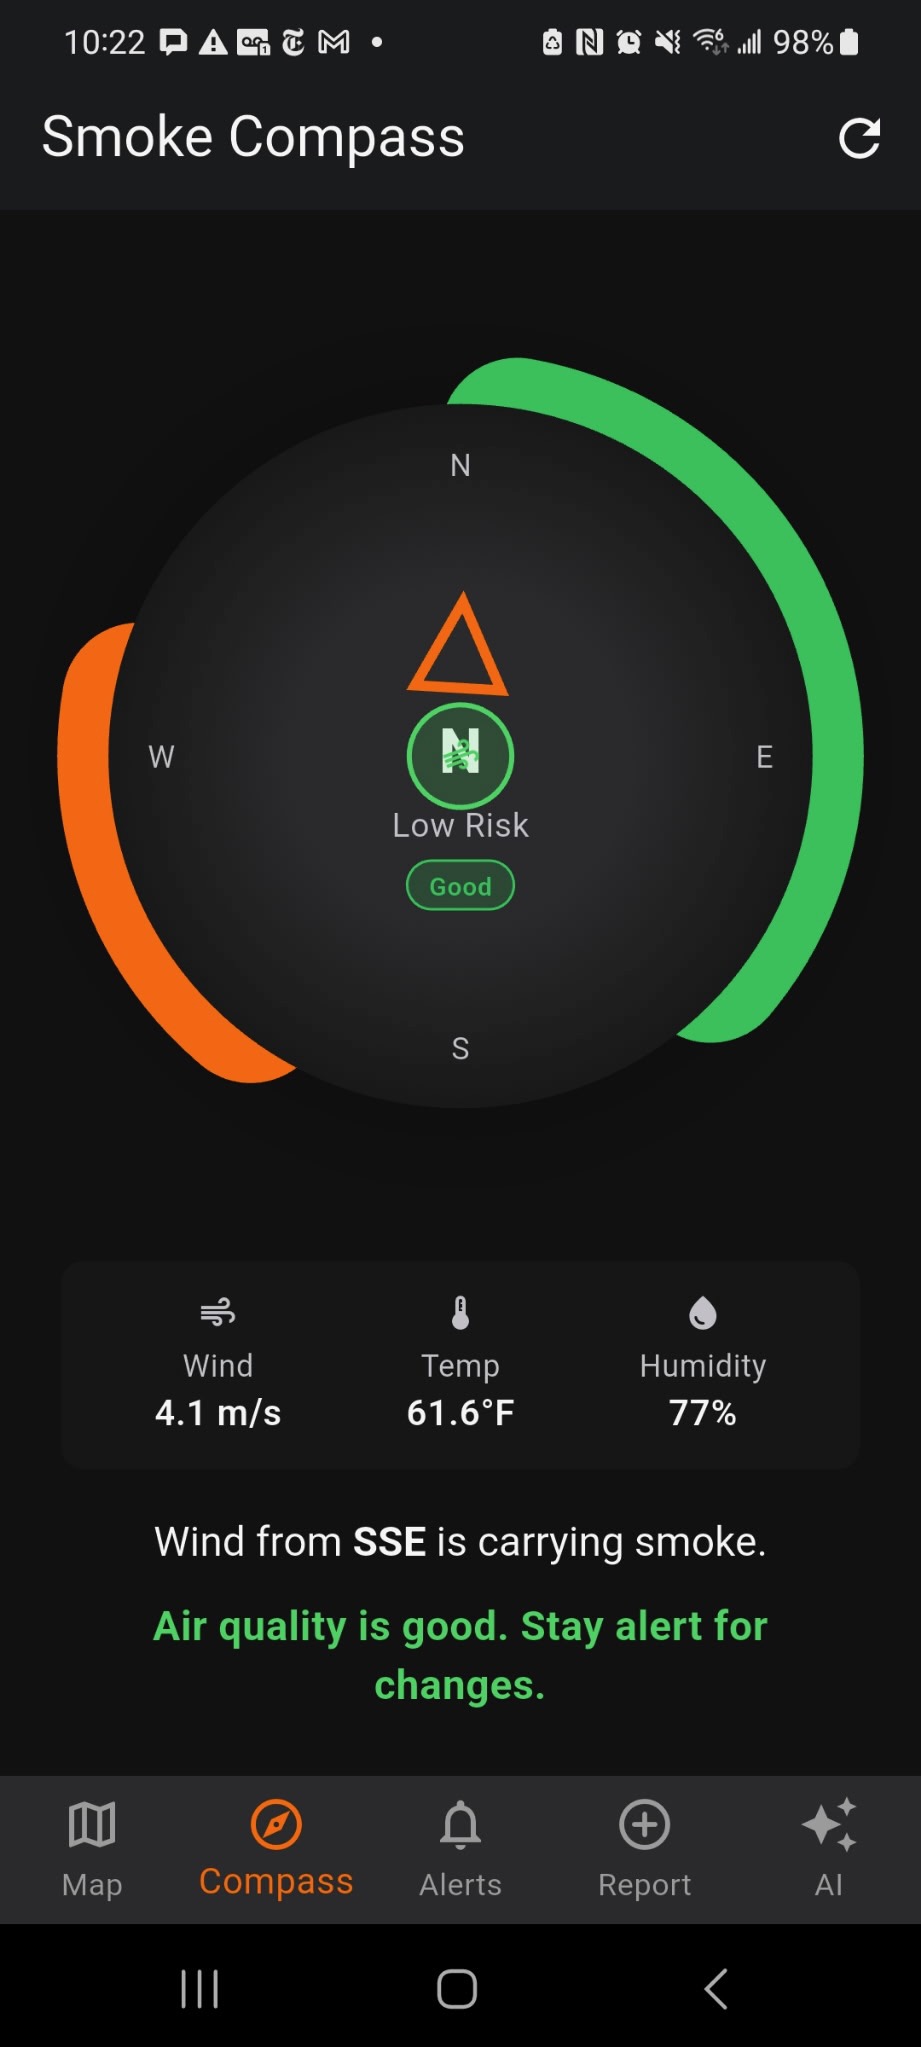 10:22 98%
Smoke Compass
N
W
E
N
Low Risk
Good
S
Wind Temp Humidity
4.1 m/s 61.6°F 77%
Wind from SSE is carrying smoke.
Air quality is good. Stay alert for
changes.
Map Compass Alerts Report AI